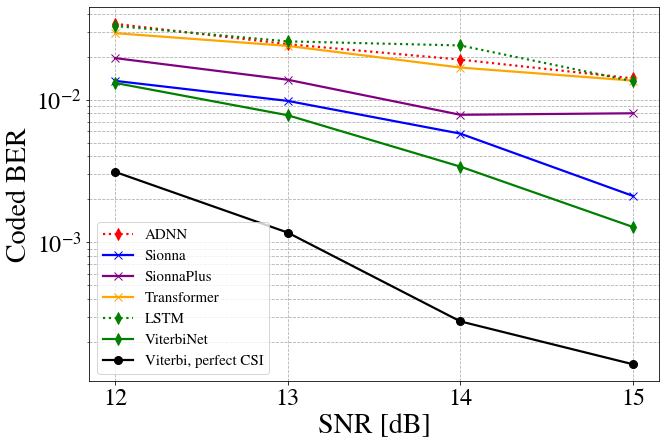 Coded BER
10⁻²
10⁻³
ADNN
Sionna
SionnaPlus
Transformer
LSTM
ViterbiNet
Viterbi, perfect CSI
12 13 14 15
SNR [dB]